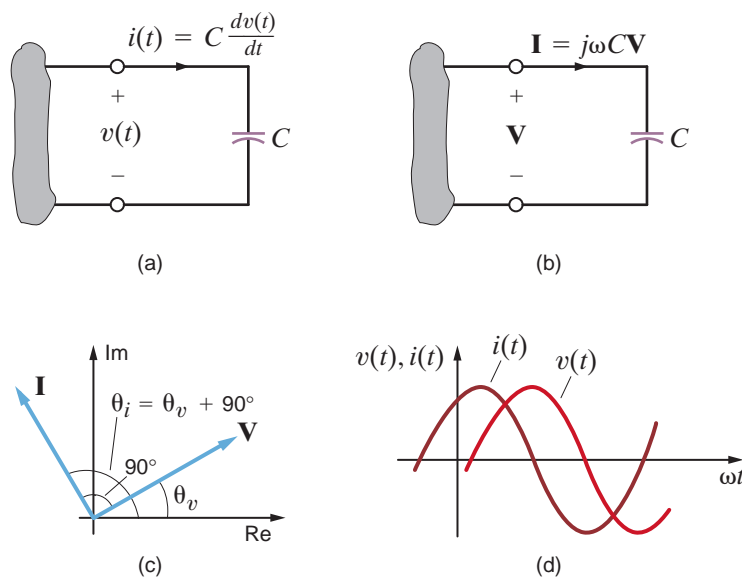 i(t) = C dv(t)/dt
+
v(t)
−
C
(a)
I = jωCV
+
V
−
C
(b)
Im
I
θi = θv + 90°
V
90°
θv
Re
(c)
v(t), i(t)
i(t)
v(t)
ωt
(d)